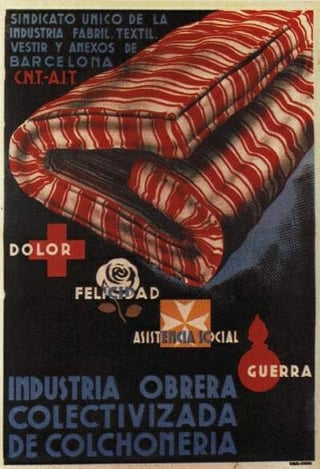 SINDICATO UNICO DE LA
INDUSTRIA FABRIL. TEXTIL.
VESTIR Y ANEXOS DE
BARCELONA
C.N.T.-A.I.T.
DOLOR
FELICIDAD
ASISTENCIA SOCIAL
GUERRA
INDUSTRIA OBRERA
COLECTIVIZADA
DE COLCHONERIA